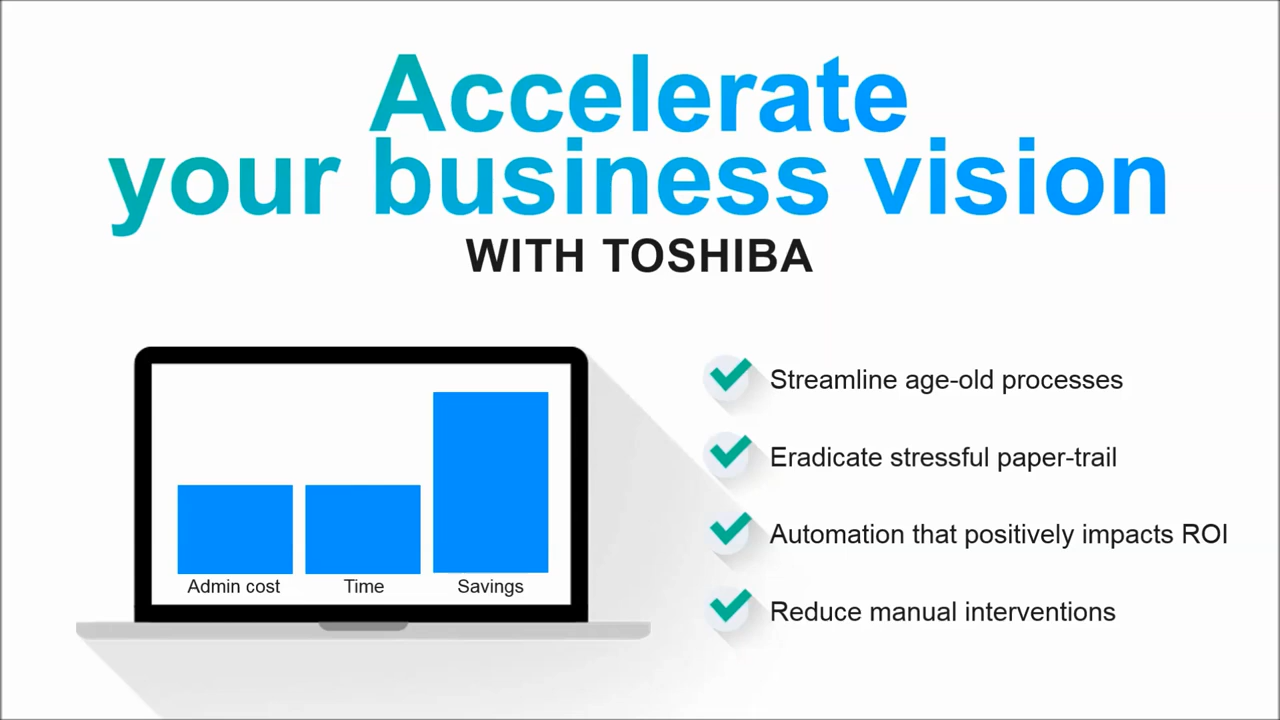 Accelerate
your business vision
WITH TOSHIBA
Streamline age-old processes
Eradicate stressful paper-trail
Automation that positively impacts ROI
Reduce manual interventions
Admin cost
Time
Savings